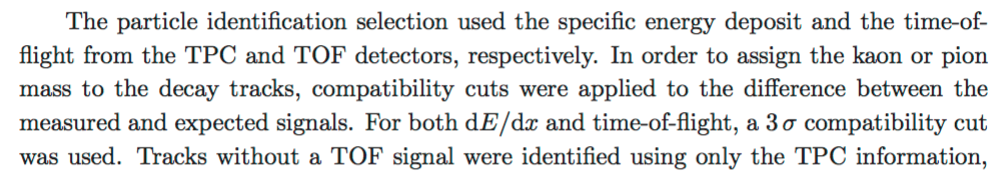 The particle identification selection used the specific energy deposit and the time-of-
flight from the TPC and TOF detectors, respectively. In order to assign the kaon or pion
mass to the decay tracks, compatibility cuts were applied to the difference between the
measured and expected signals. For both dE/dx and time-of-flight, a 3 σ compatibility cut
was used. Tracks without a TOF signal were identified using only the TPC information,